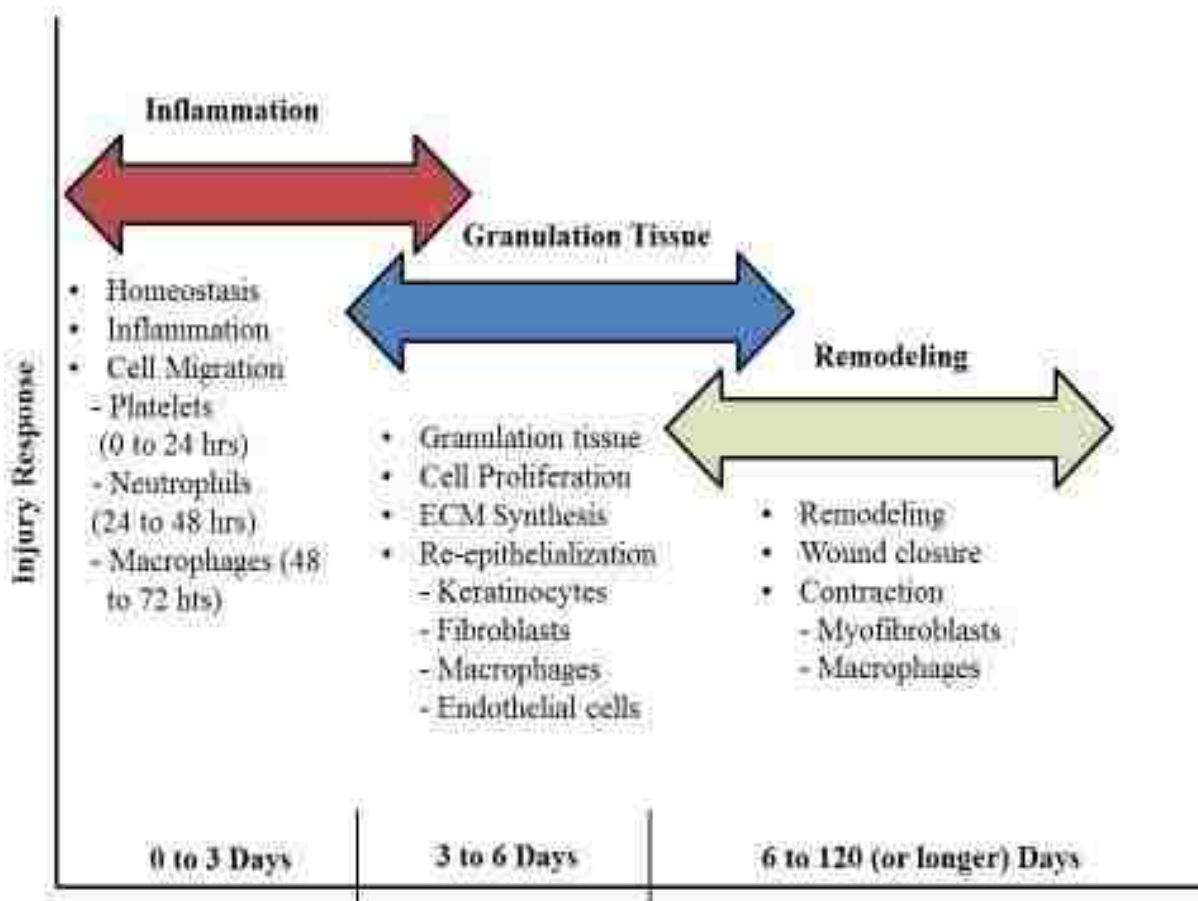 Inflammation
Granulation Tissue
Remodeling
Injury Response
• Homeostasis
• Inflammation
• Cell Migration
- Platelets
(0 to 24 hrs)
- Neutrophils
(24 to 48 hrs)
- Macrophages (48
to 72 hts)
• Granulation tissue
• Cell Proliferation
• ECM Synthesis
• Re-epithelialization
- Keratinocytes
- Fibroblasts
- Macrophages
- Endothelial cells
• Remodeling
• Wound closure
• Contraction
- Myofibroblasts
- Macrophages
0 to 3 Days
3 to 6 Days
6 to 120 (or longer) Days